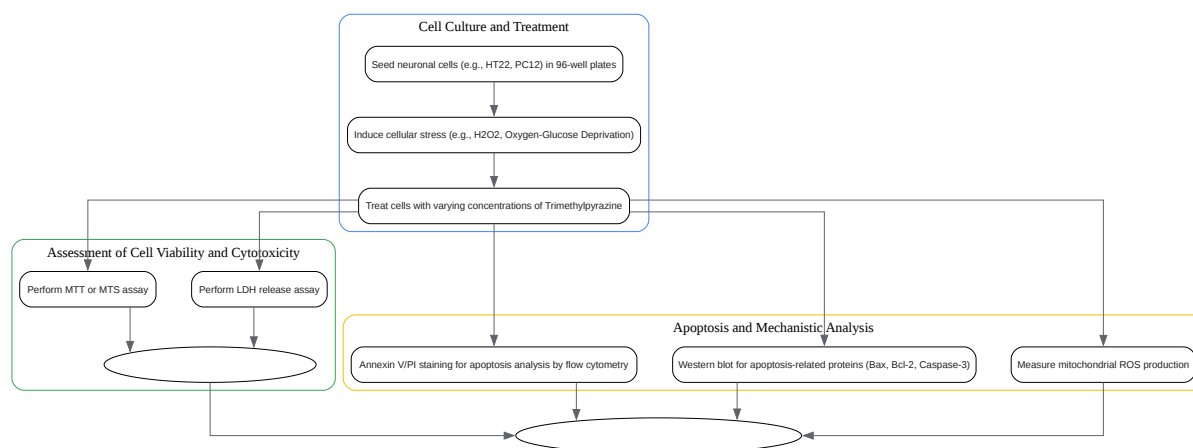 Cell Culture and Treatment
Seed neuronal cells (e.g., HT22, PC12) in 96-well plates
Induce cellular stress (e.g., H2O2, Oxygen-Glucose Deprivation)
Treat cells with varying concentrations of Trimethylpyrazine
Assessment of Cell Viability and Cytotoxicity
Perform MTT or MTS assay
Perform LDH release assay
Apoptosis and Mechanistic Analysis
Annexin V/PI staining for apoptosis analysis by flow cytometry
Western blot for apoptosis-related proteins (Bax, Bcl-2, Caspase-3)
Measure mitochondrial ROS production